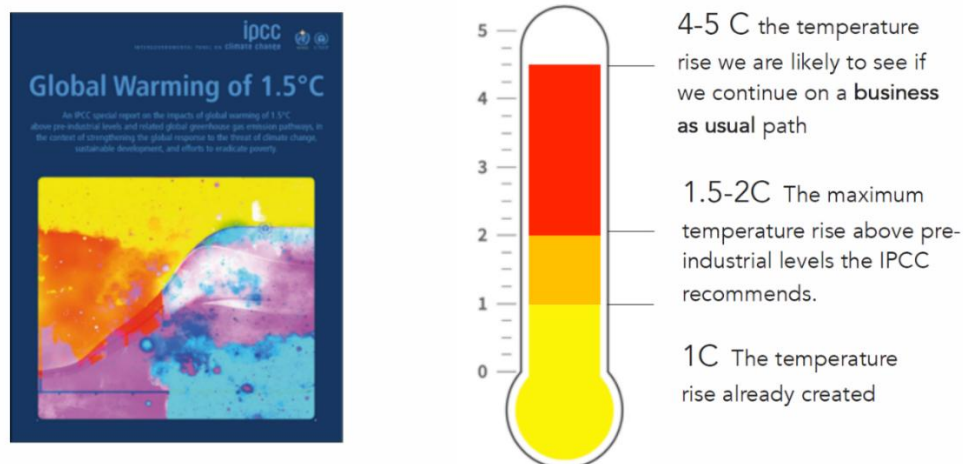 ipcc
INTERGOVERNMENTAL PANEL ON climate change
Global Warming of 1.5°C
An IPCC special report on the impacts of global warming of 1.5°C
above pre-industrial levels and related global greenhouse gas emission pathways, in
the context of strengthening the global response to the threat of climate change,
sustainable development, and efforts to eradicate poverty.
5
4
3
2
1
0
4-5 C the temperature
rise we are likely to see if
we continue on a business
as usual path
1.5-2C The maximum
temperature rise above pre-
industrial levels the IPCC
recommends.
1C The temperature
rise already created